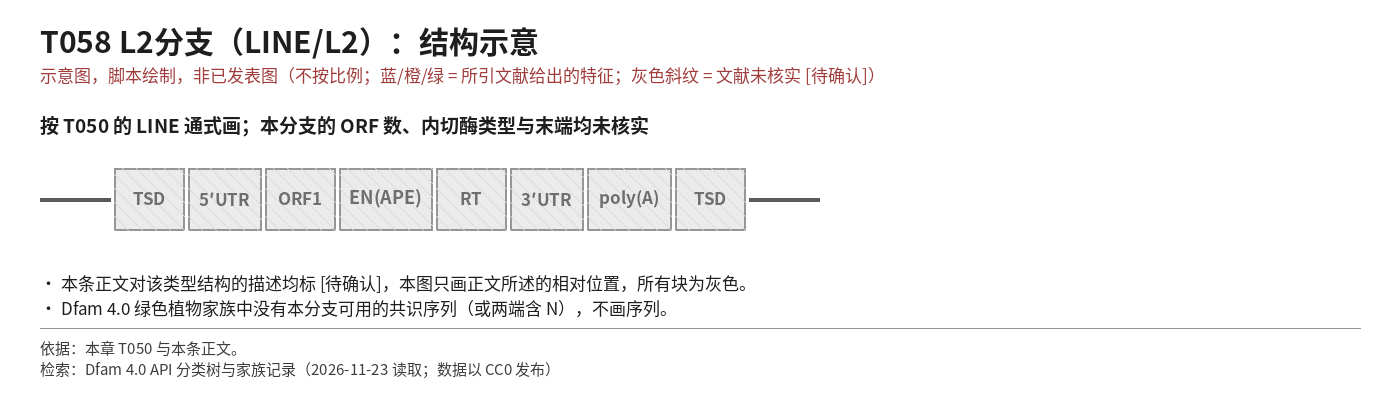 T058 L2分支（LINE/L2）：结构示意
示意图，脚本绘制，非已发表图（不按比例；蓝/橙/绿 = 所引文献给出的特征；灰色斜纹 = 文献未核实 [待确认]）
按 T050 的 LINE 通式画；本分支的 ORF 数、内切酶类型与末端均未核实
TSD 5′UTR ORF1 EN(APE) RT 3′UTR poly(A) TSD
· 本条正文对该类型结构的描述均标 [待确认]，本图只画正文所述的相对位置，所有块为灰色。
· Dfam 4.0 绿色植物家族中没有本分支可用的共识序列（或两端含 N），不画序列。
依据：本章 T050 与本条正文。
检索：Dfam 4.0 API 分类树与家族记录（2026-11-23 读取；数据以 CC0 发布）